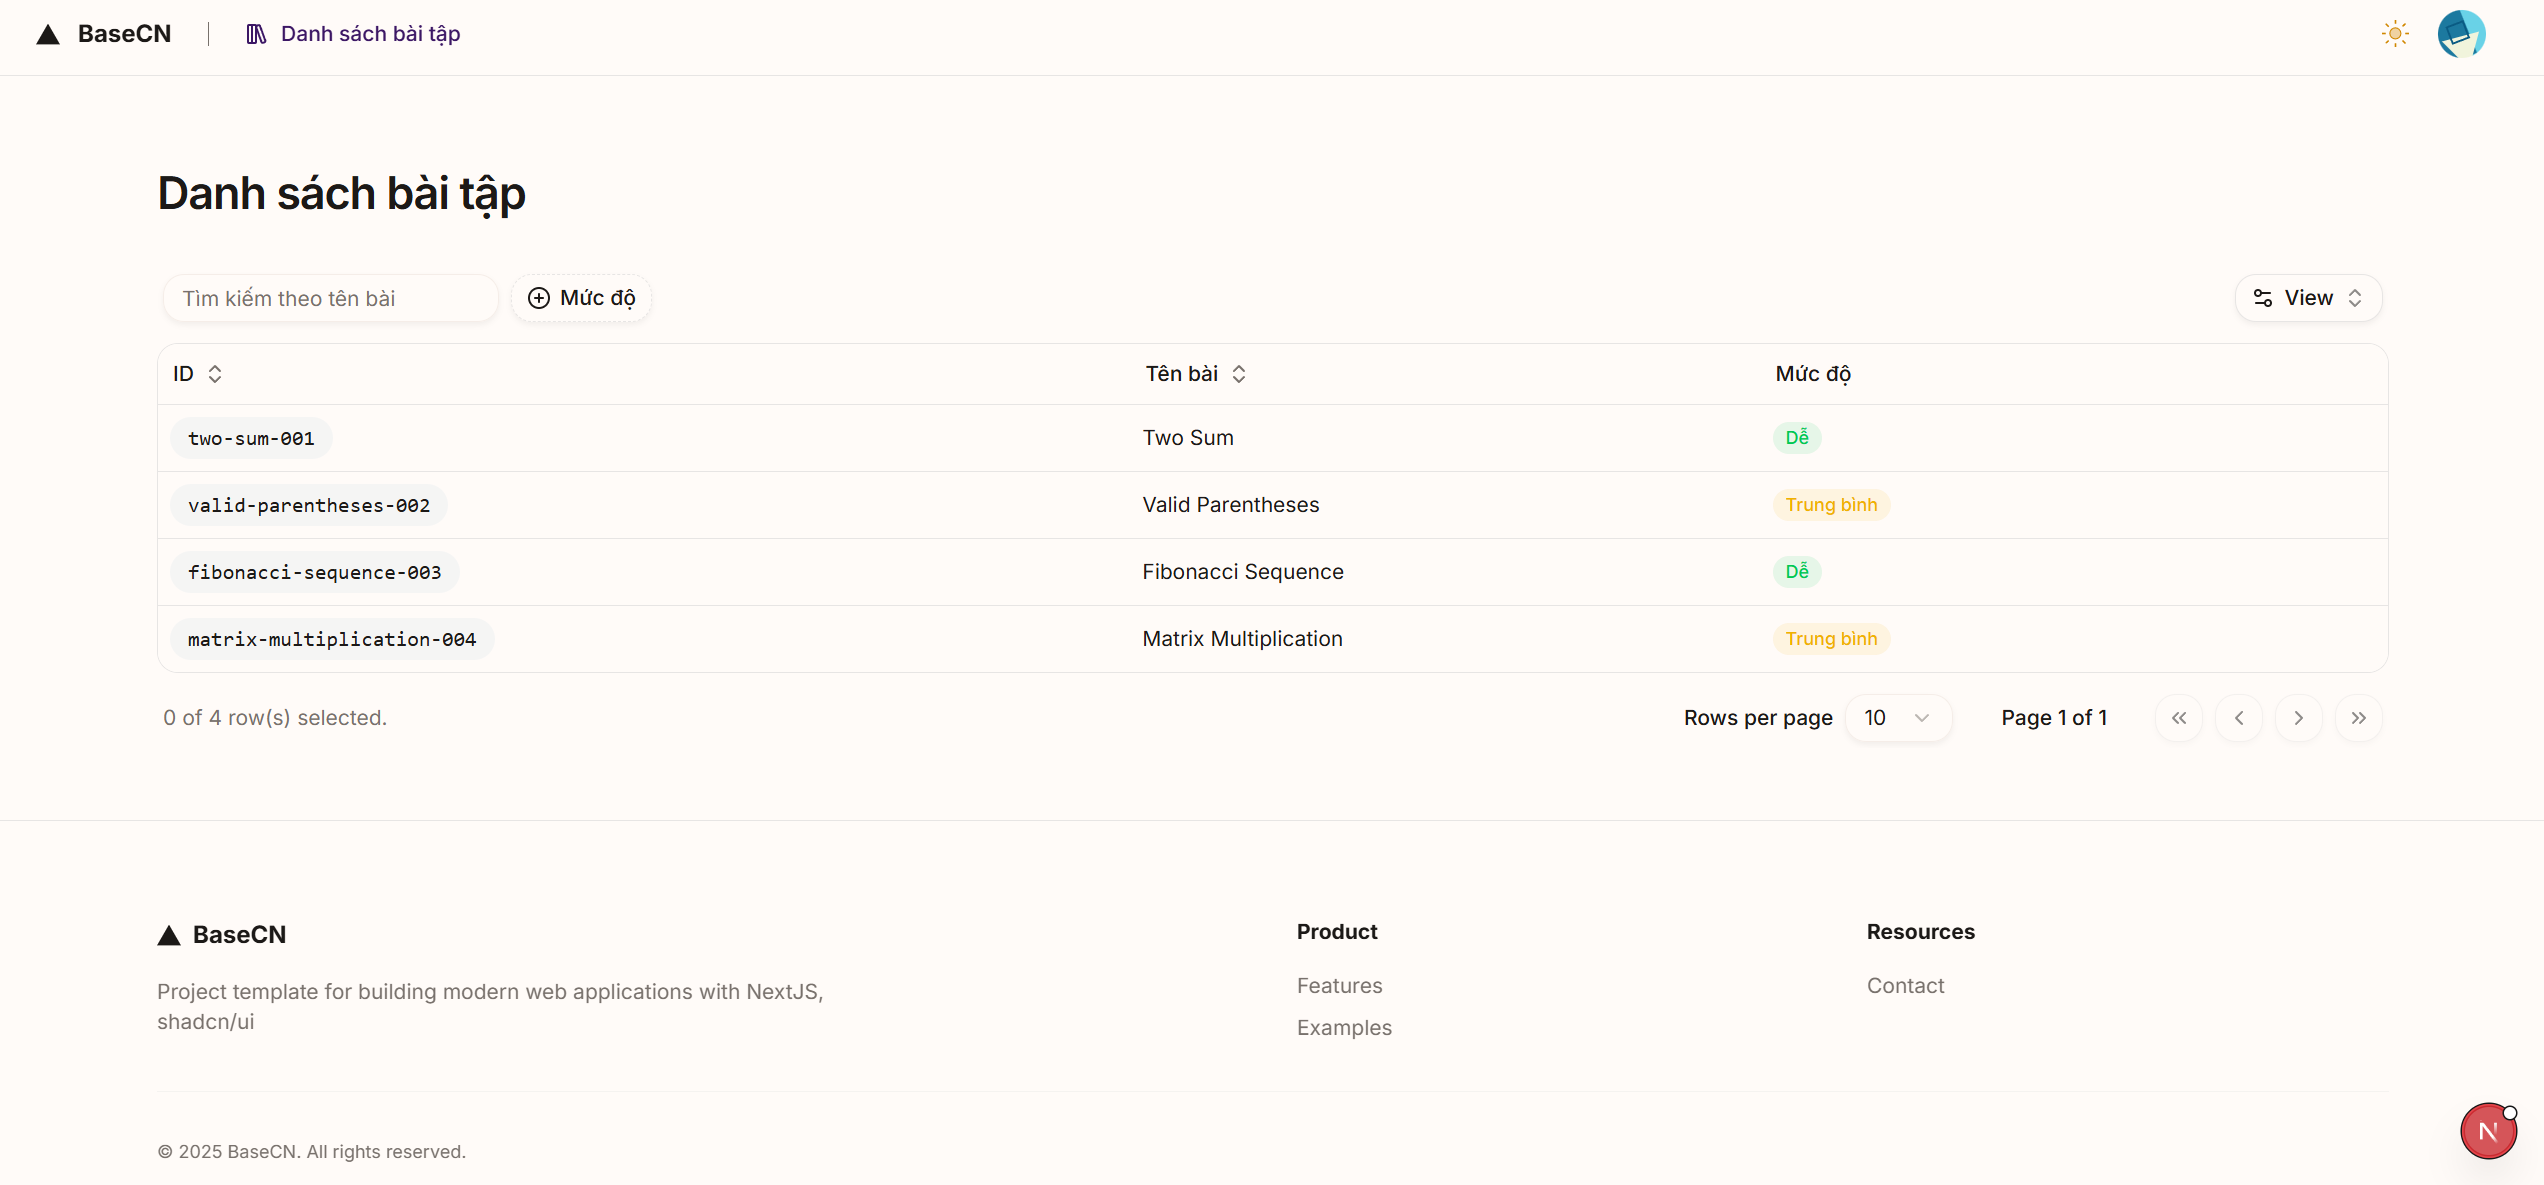 BaseCN
Danh sách bài tập
Danh sách bài tập
Tìm kiếm theo tên bài
Mức độ
View
ID
Tên bài
Mức độ
two-sum-001
Two Sum
Dễ
valid-parentheses-002
Valid Parentheses
Trung bình
fibonacci-sequence-003
Fibonacci Sequence
Dễ
matrix-multiplication-004
Matrix Multiplication
Trung bình
0 of 4 row(s) selected.
Rows per page
10
Page 1 of 1
BaseCN
Project template for building modern web applications with NextJS,
shadcn/ui
Product
Features
Examples
Resources
Contact
© 2025 BaseCN. All rights reserved.
N